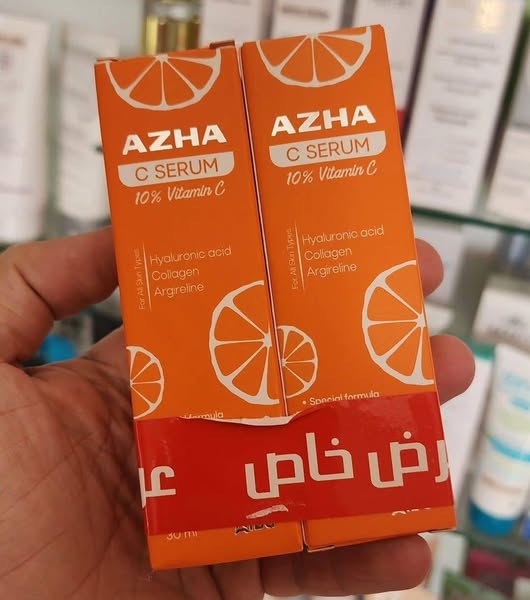 AZHA
C SERUM
10% Vitamin C
For All Skin Types
Hyaluronic acid
Collagen
Argireline
30 ml
AZHA
C SERUM
10% Vitamin C
For All Skin Types
Hyaluronic acid
Collagen
Argireline
• Special formula
عرض خاص